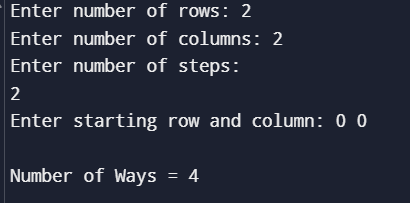 Enter number of rows: 2
Enter number of columns: 2
Enter number of steps:
2
Enter starting row and column: 0 0
Number of Ways = 4